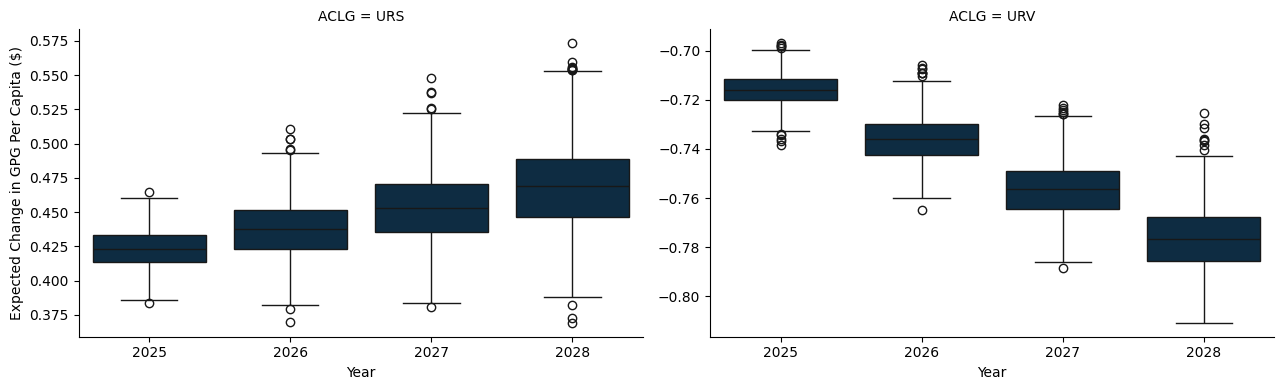 ACLG = URS
Expected Change in GPG Per Capita ($)
0.575
0.550
0.525
0.500
0.475
0.450
0.425
0.400
0.375
2025 2026 2027 2028
Year
ACLG = URV
−0.70
−0.72
−0.74
−0.76
−0.78
−0.80
2025 2026 2027 2028
Year